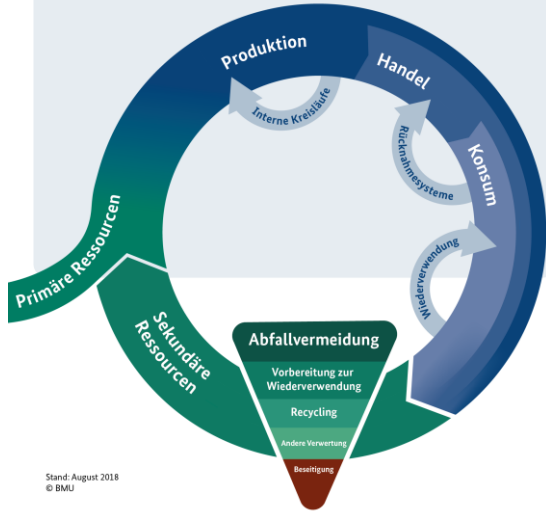 Produktion
Handel
Konsum
Interne Kreisläufe
Rücknahmesysteme
Wiederverwendung
Primäre Ressourcen
Sekundäre
Ressourcen
Abfallvermeidung
Vorbereitung zur
Wiederverwendung
Recycling
Andere Verwertung
Beseitigung
Stand: August 2018
© BMU